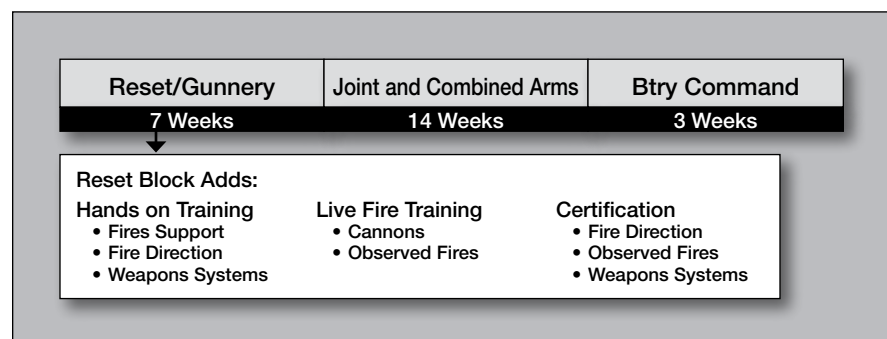 Reset/Gunnery
Joint and Combined Arms
Btry Command
7 Weeks
14 Weeks
3 Weeks
Reset Block Adds:
Hands on Training
• Fires Support
• Fire Direction
• Weapons Systems
Live Fire Training
• Cannons
• Observed Fires
Certification
• Fire Direction
• Observed Fires
• Weapons Systems